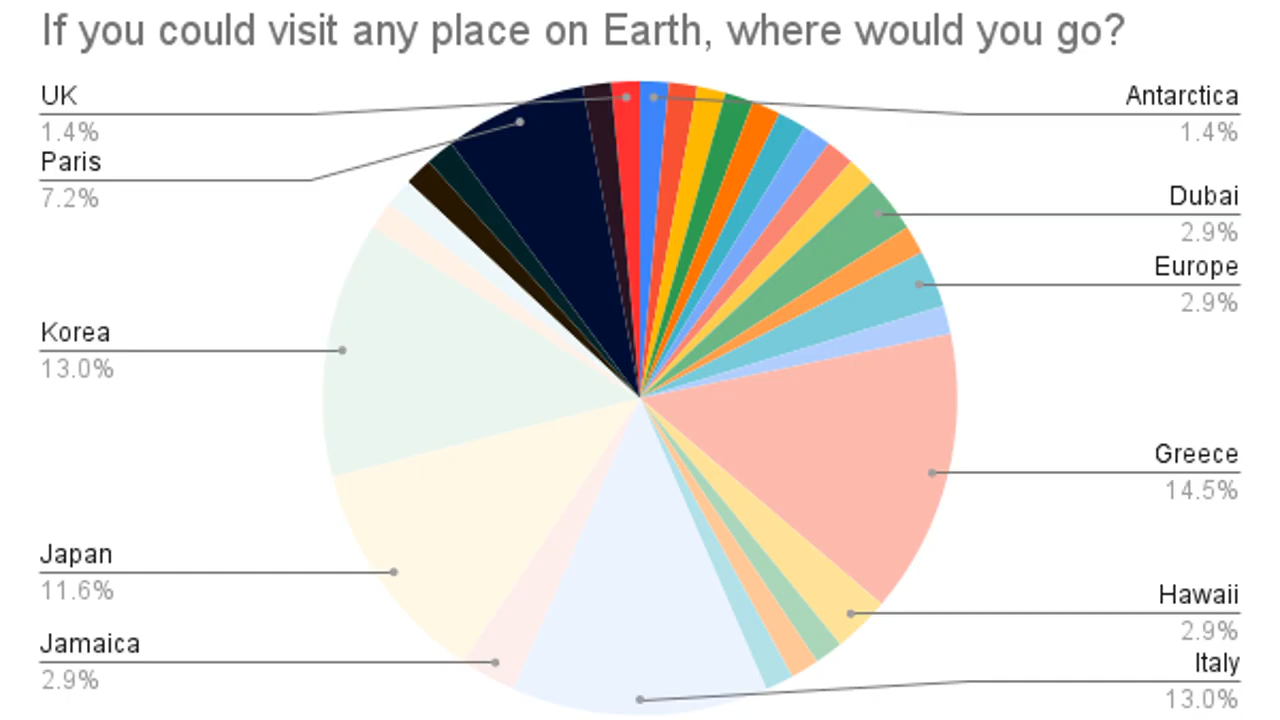 If you could visit any place on Earth, where would you go?
UK
1.4%
Paris
7.2%
Korea
13.0%
Japan
11.6%
Jamaica
2.9%
Antarctica
1.4%
Dubai
2.9%
Europe
2.9%
Greece
14.5%
Hawaii
2.9%
Italy
13.0%